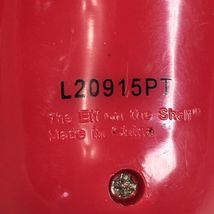 L20915PT
The Elf on the Shelf®
Made in China